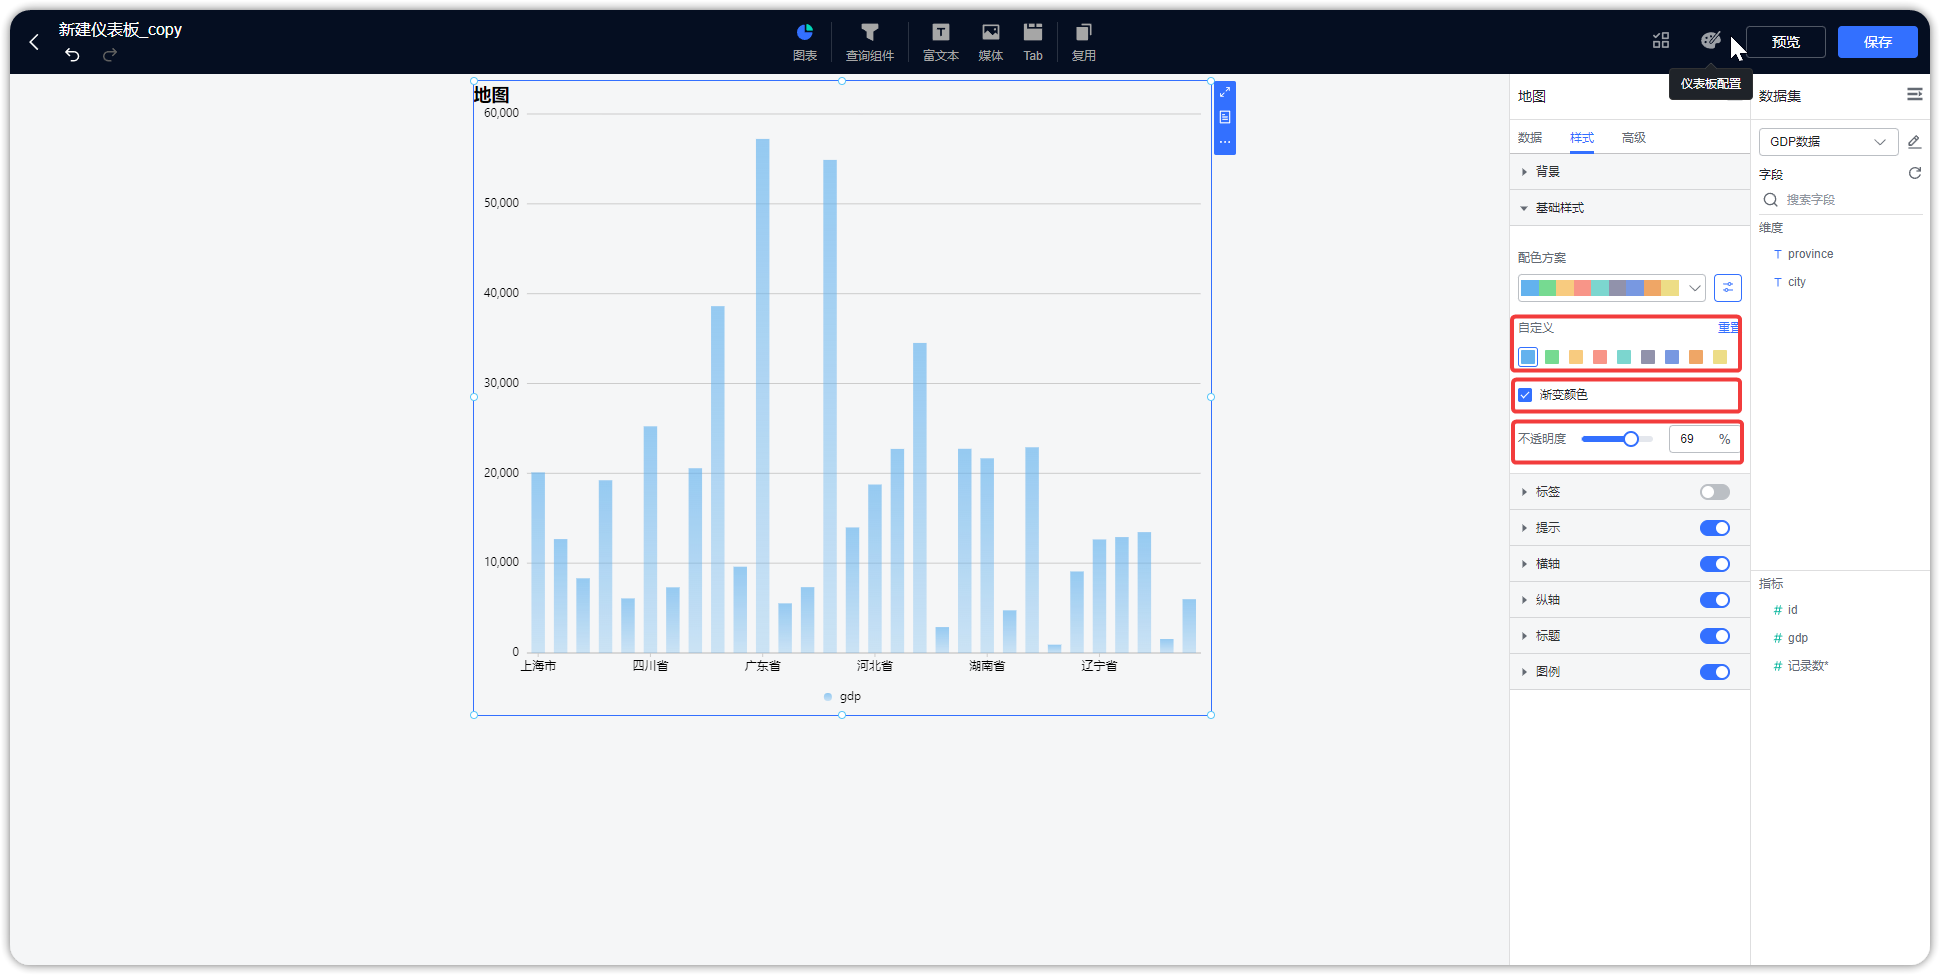 新建仪表板_copy
图表
查询组件
富文本
媒体
Tab
复用
预览
保存
仪表板配置
地图
60,000
50,000
40,000
30,000
20,000
10,000
0
上海市
四川省
广东省
河北省
湖南省
辽宁省
gdp
地图
数据
样式
高级
背景
基础样式
配色方案
自定义
重置
渐变颜色
不透明度
69
%
标签
提示
横轴
纵轴
标题
图例
数据集
GDP数据
字段
搜索字段
维度
T province
T city
指标
# id
# gdp
# 记录数*